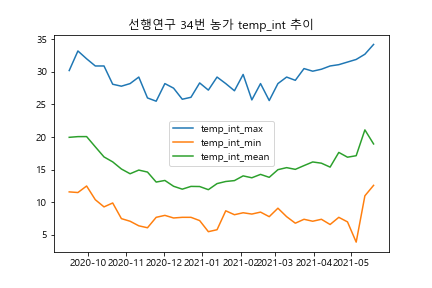 선행연구 34번 농가 temp_int 추이
35
30
25
20
15
10
5
temp_int_max
temp_int_min
temp_int_mean
2020-10 2020-11 2020-12 2021-01 2021-02 2021-03 2021-04 2021-05